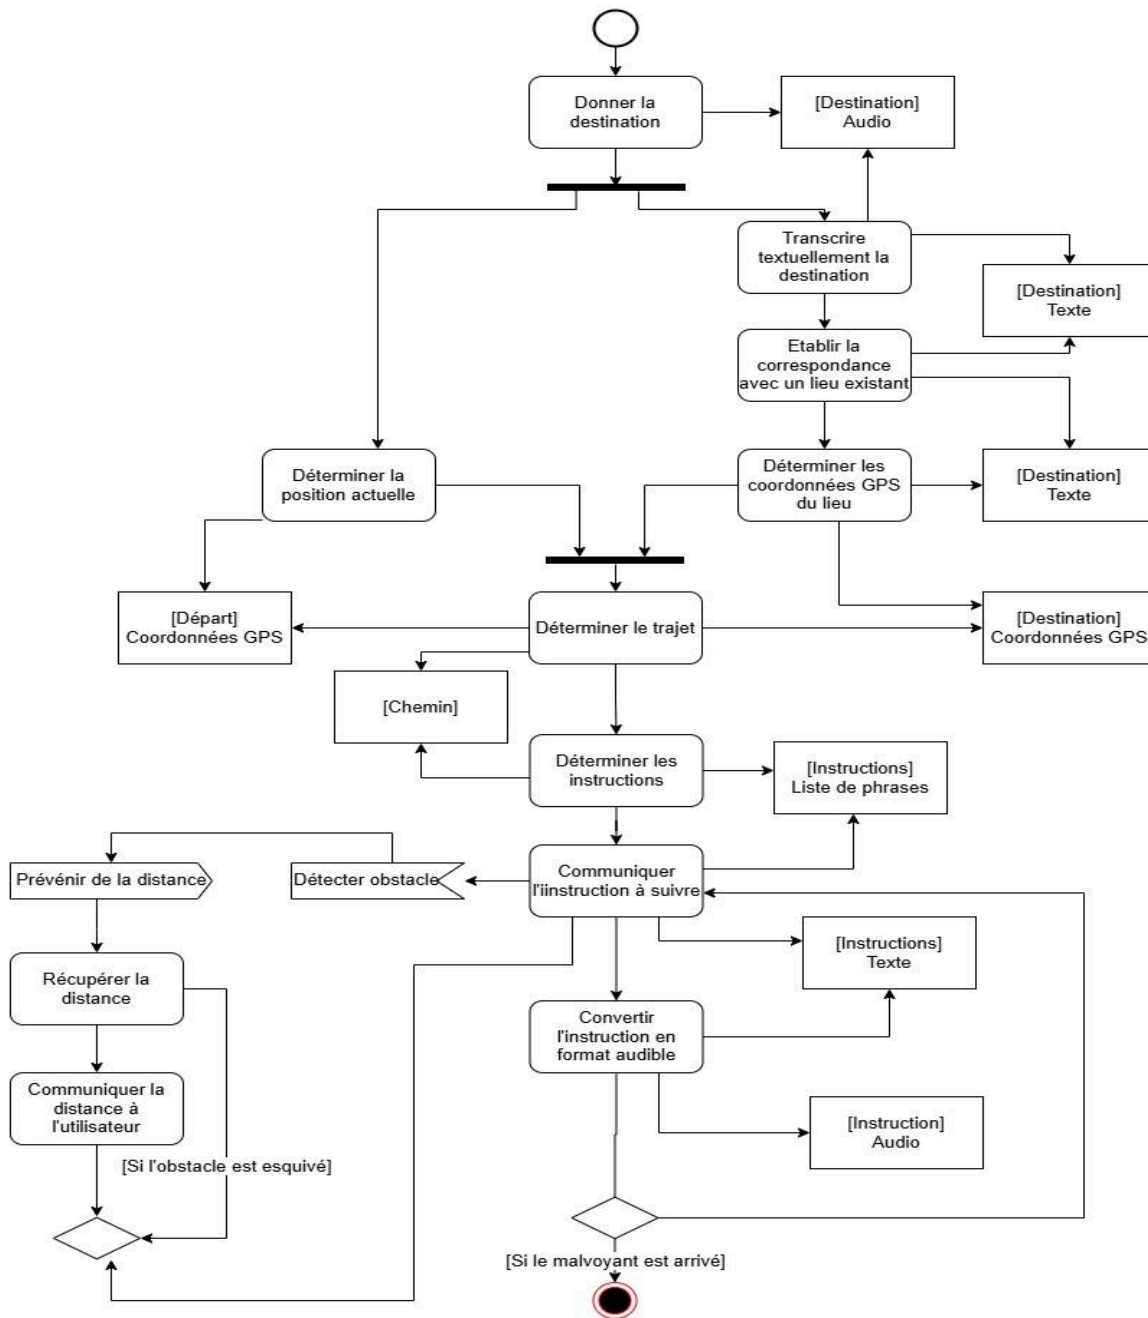 Donner la
destination
[Destination]
Audio
Transcrire
textuellement la
destination
[Destination]
Texte
Etablir la
correspondance
avec un lieu existant
Déterminer la
position actuelle
Déterminer les
coordonnées GPS
du lieu
[Destination]
Texte
[Départ]
Coordonnées GPS
Déterminer le trajet
[Destination]
Coordonnées GPS
[Chemin]
Déterminer les
instructions
[Instructions]
Liste de phrases
Prévénir de la distance
Détecter obstacle
Communiquer
l'iinstruction à suivre
[Instructions]
Texte
Récupérer la
distance
Convertir
l'instruction en
format audible
Communiquer la
distance à
l'utilisateur
[Instruction]
Audio
[Si l'obstacle est esquivé]
[Si le malvoyant est arrivé]